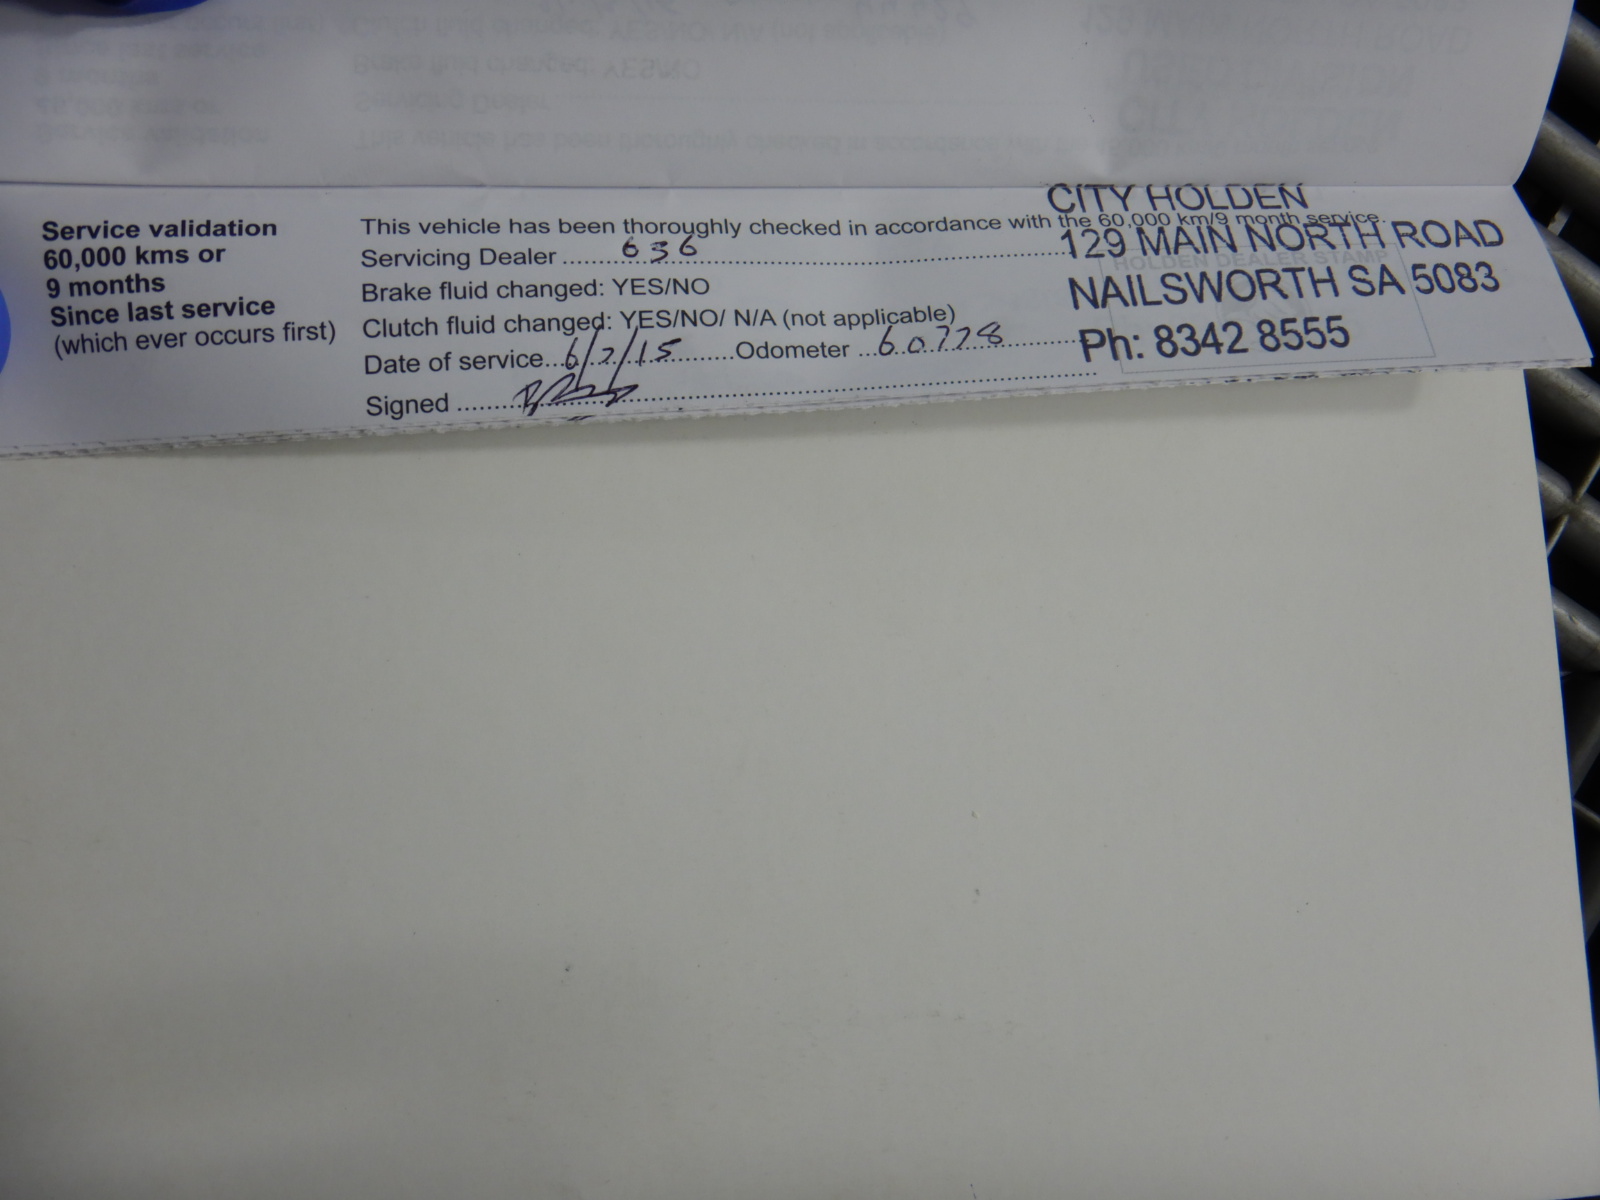 Service validation
60,000 kms or
9 months
Since last service
(which ever occurs first)
This vehicle has been thoroughly checked in accordance with the 60,000 km/9 month service.
Servicing Dealer ...... 636
Brake fluid changed: YES/NO
Clutch fluid changed: YES/NO/ N/A (not applicable)
Date of service... 6/7/15 ...... Odometer ... 60778
Signed ......
CITY HOLDEN
129 MAIN NORTH ROAD
HOLDEN DEALER STAMP
NAILSWORTH SA 5083
Ph: 8342 8555